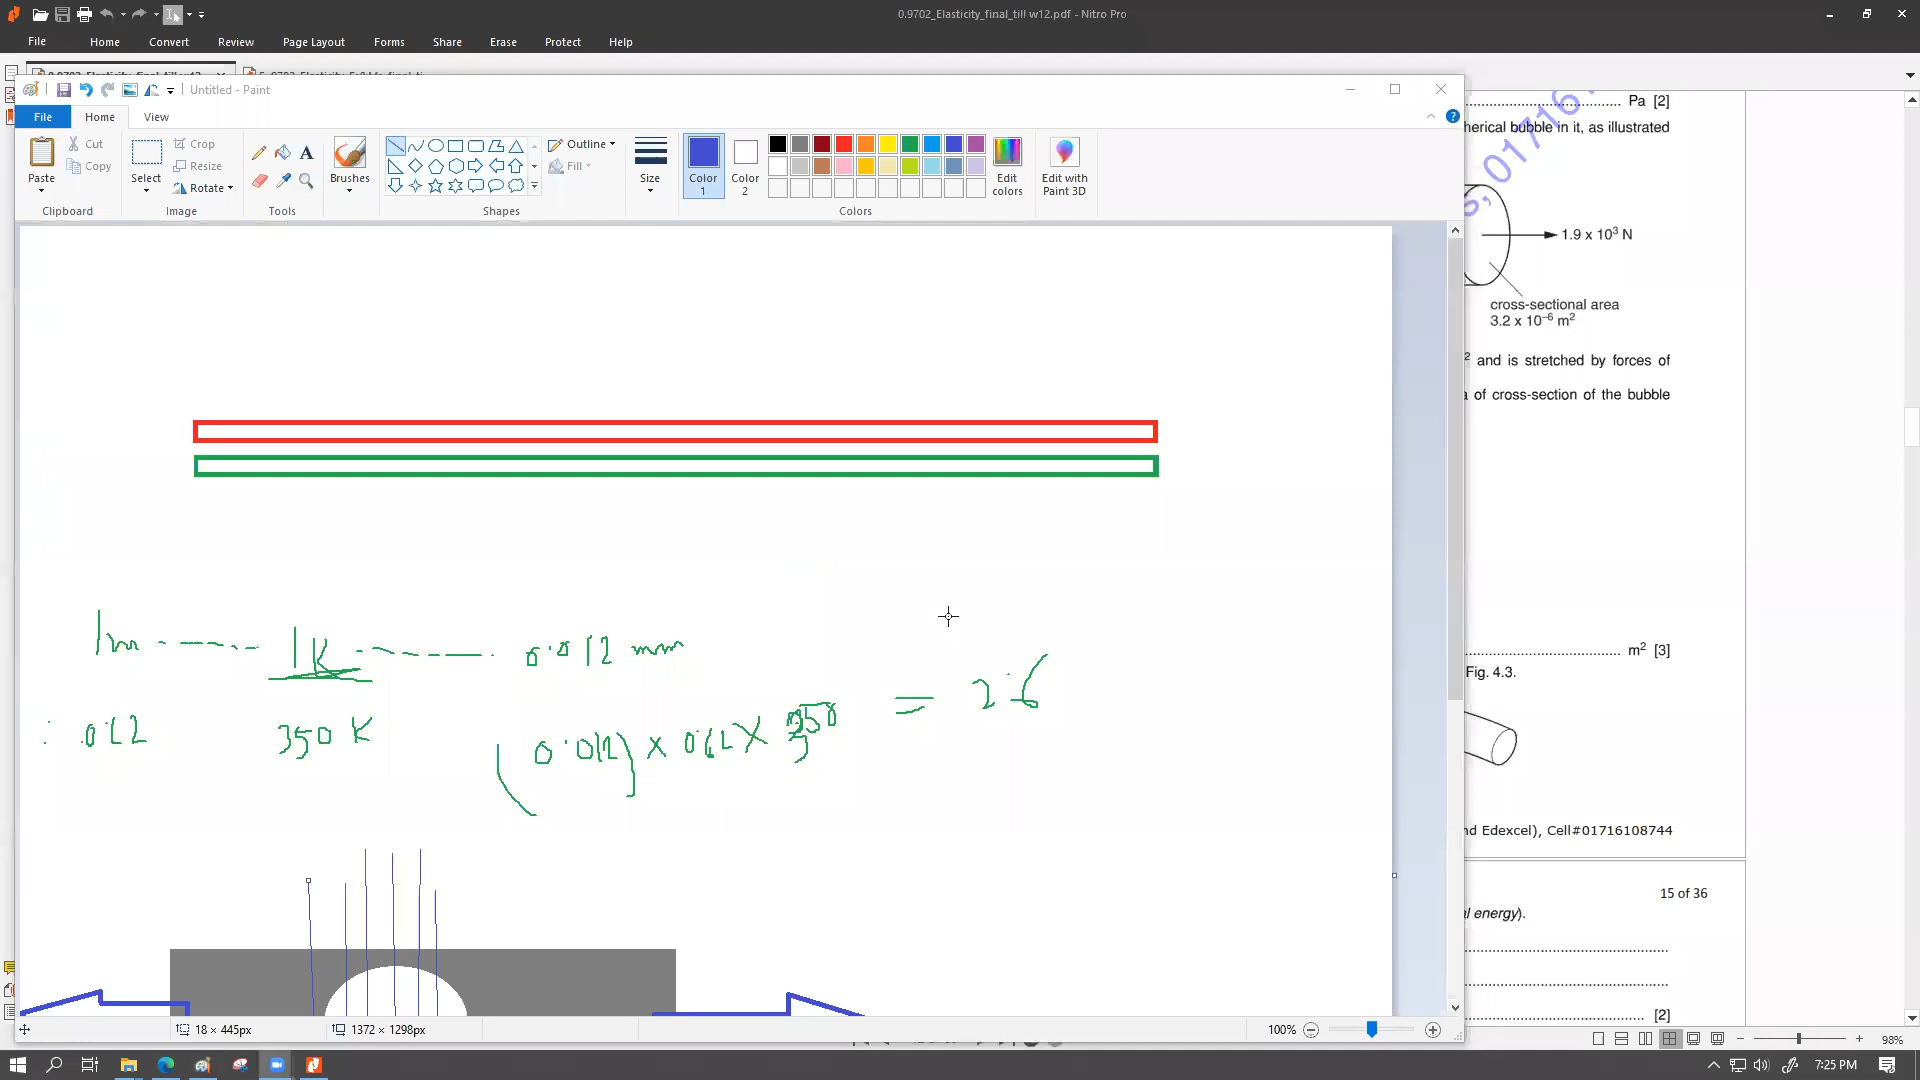 0.9702_Elasticity_final_till w12.pdf - Nitro Pro
File Home Convert Review Page Layout Forms Share Erase Protect Help
Untitled - Paint
File Home View
Paste Cut Copy
Clipboard
Select Crop Resize Rotate
Image
Tools
Brushes
Outline Fill
Shapes
Size
Color 1
Color 2
Edit colors
Edit with Paint 3D
Colors
Pa [2]
herical bubble in it, as illustrated
s, 01716
1.9 x 10³ N
cross-sectional area
3.2 x 10⁻⁶ m²
² and is stretched by forces of
a of cross-section of the bubble
1m 1K 0.012 mm
350 K
(0.012) x 0.62 x 350 = 2.6
m² [3]
Fig. 4.3.
nd Edexcel), Cell#01716108744
15 of 36
al energy).
[2]
18 × 445px
1372 × 1298px
100%
98%
7:25 PM